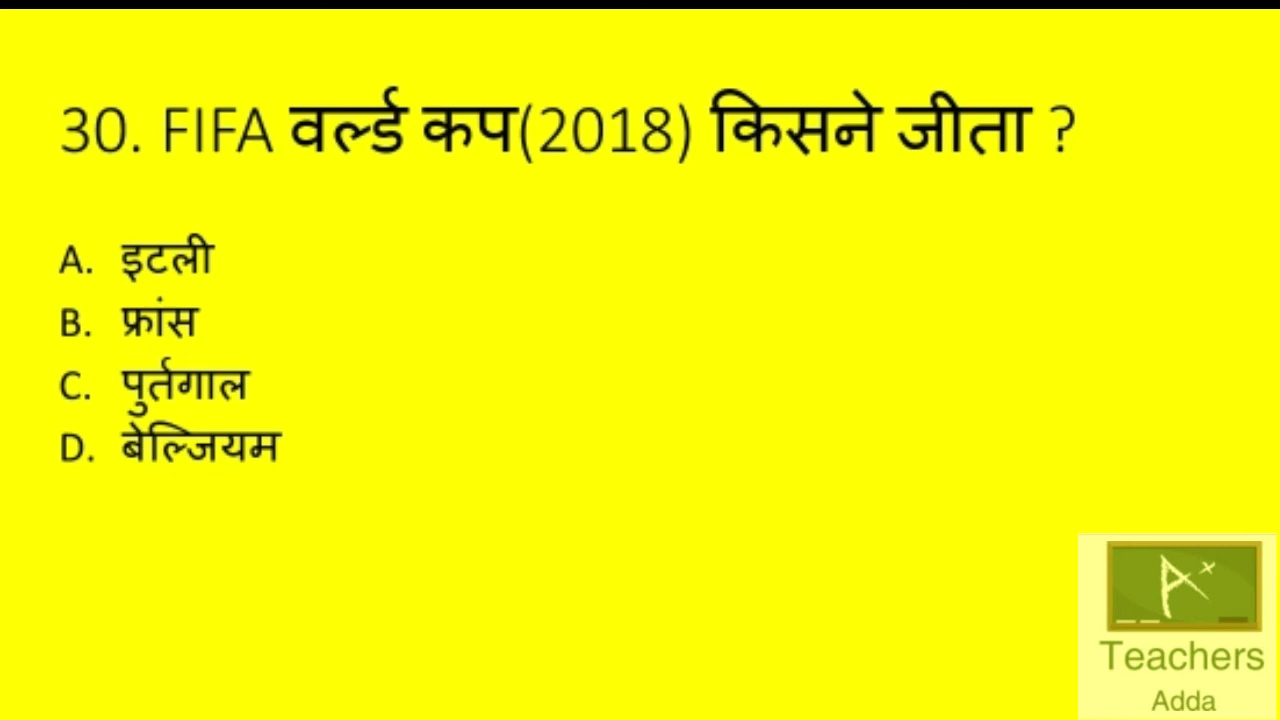 30. FIFA वर्ल्ड कप(2018) किसने जीता ?
A. इटली
B. फ्रांस
C. पुर्तगाल
D. बेल्जियम
A+
Teachers
Adda